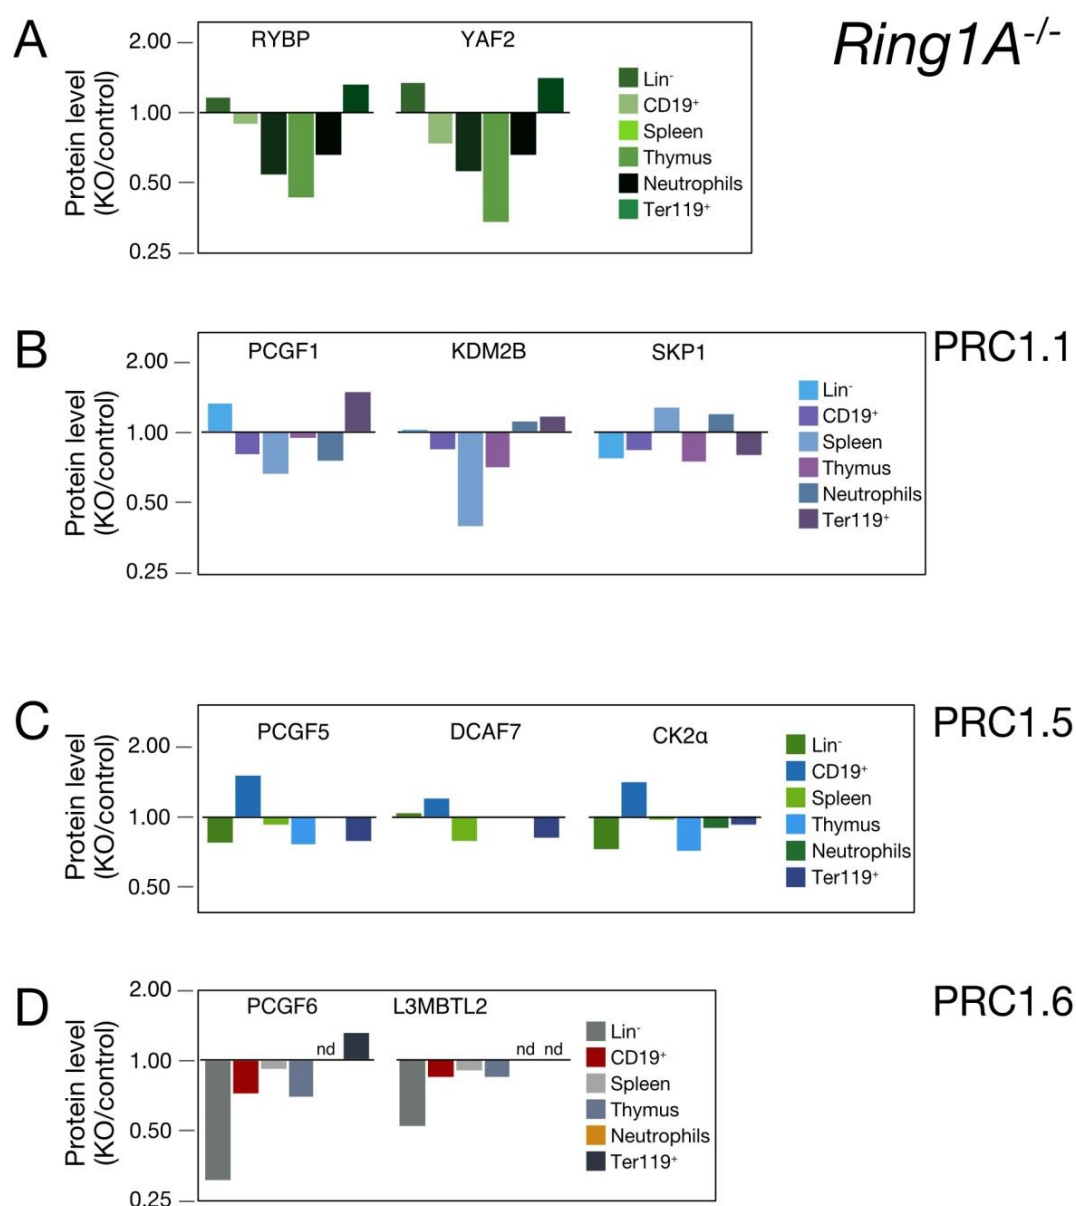 A
Ring1A-/-
RYBP
YAF2
2.00
1.00
0.50
0.25
Protein level
(KO/control)
Lin-
CD19+
Spleen
Thymus
Neutrophils
Ter119+
B
PRC1.1
PCGF1
KDM2B
SKP1
2.00
1.00
0.50
0.25
Protein level
(KO/control)
Lin-
CD19+
Spleen
Thymus
Neutrophils
Ter119+
C
PRC1.5
PCGF5
DCAF7
CK2α
2.00
1.00
0.50
Protein level
(KO/control)
Lin-
CD19+
Spleen
Thymus
Neutrophils
Ter119+
D
PRC1.6
PCGF6
L3MBTL2
2.00
1.00
0.50
0.25
Protein level
(KO/control)
nd
nd nd
Lin-
CD19+
Spleen
Thymus
Neutrophils
Ter119+